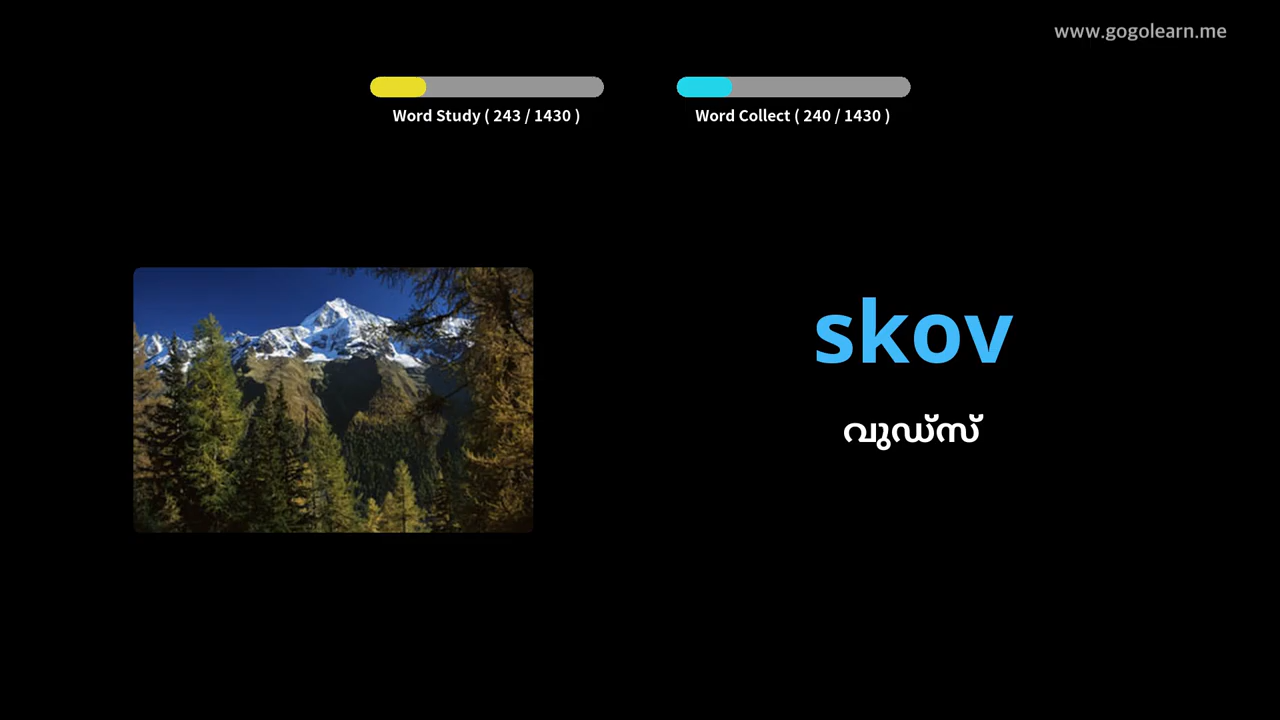 www.gogolearn.me
Word Study ( 243 / 1430 )
Word Collect ( 240 / 1430 )
skov
വുഡ്സ്